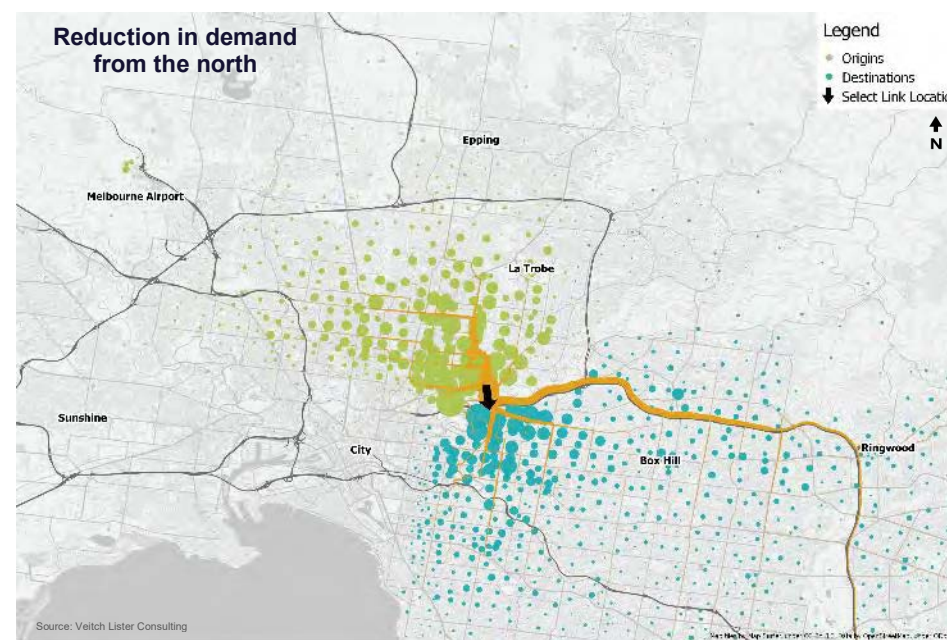 Reduction in demand
from the north
Legend
Origins
Destinations
Select Link Locatio
N
Epping
Melbourne Airport
La Trobe
Sunshine
City
Box Hill
Ringwood
Source: Veitch Lister Consulting